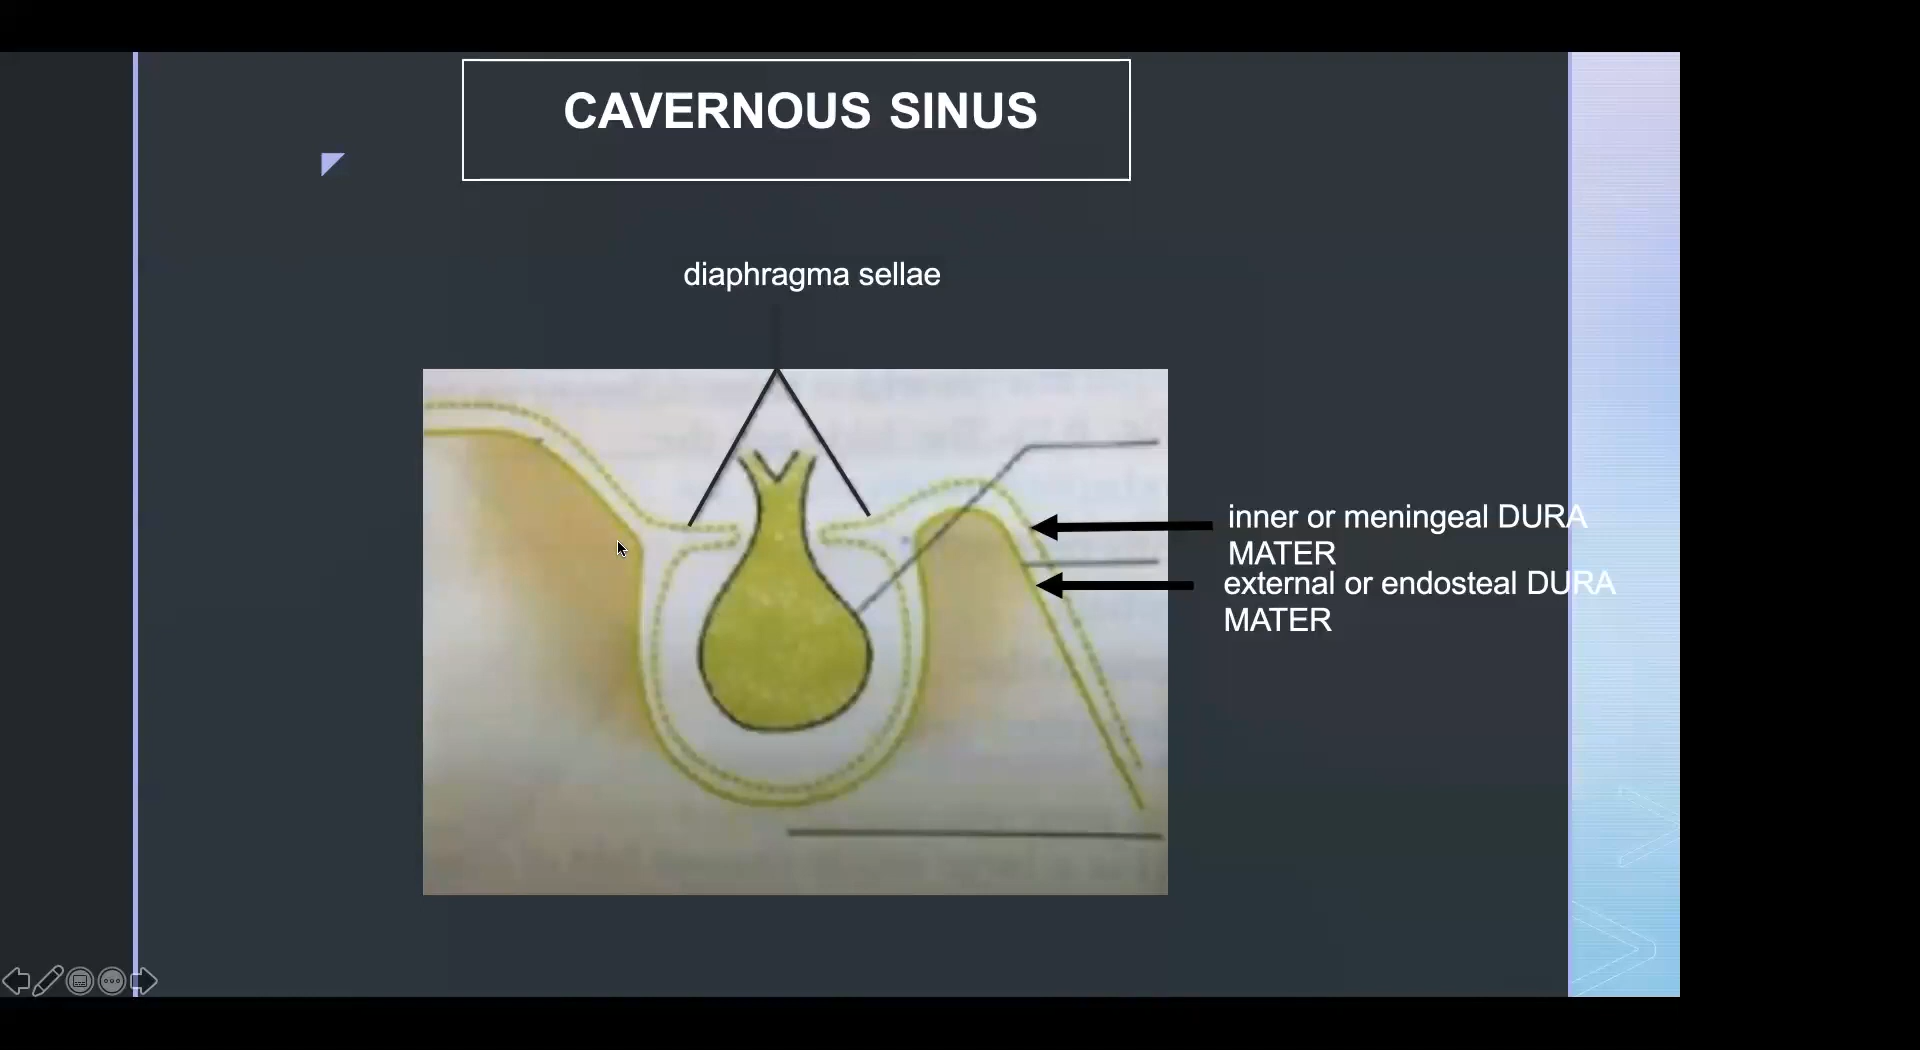 CAVERNOUS SINUS
diaphragma sellae
inner or meningeal DURA
MATER
external or endosteal DURA
MATER